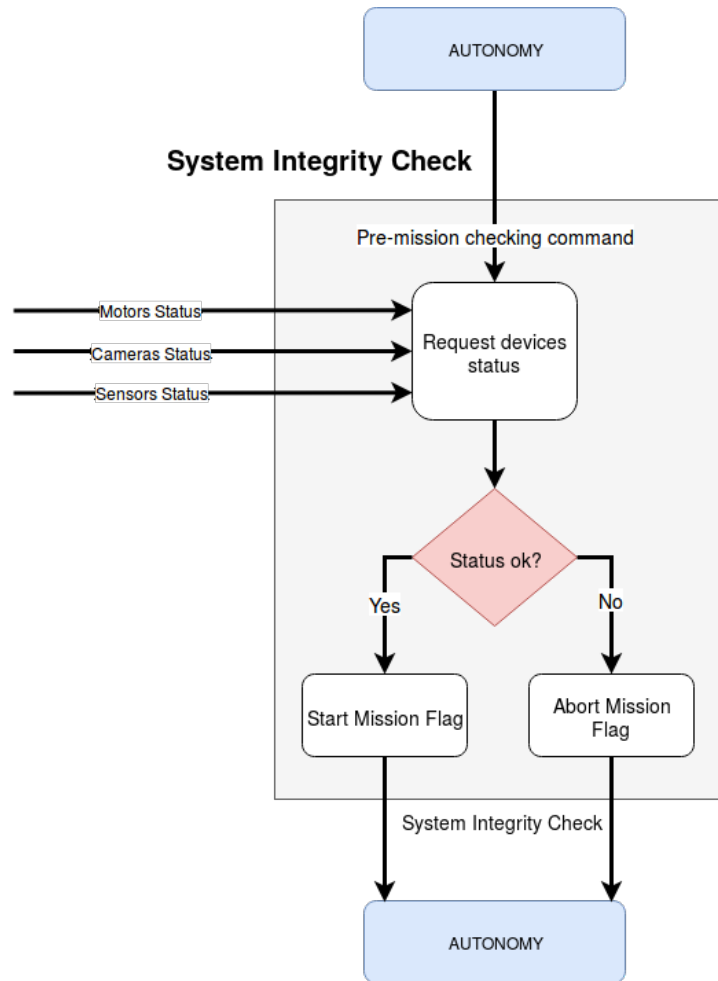 AUTONOMY
System Integrity Check
Pre-mission checking command
Motors Status
Cameras Status
Sensors Status
Request devices
status
Status ok?
Yes
No
Start Mission Flag
Abort Mission
Flag
System Integrity Check
AUTONOMY